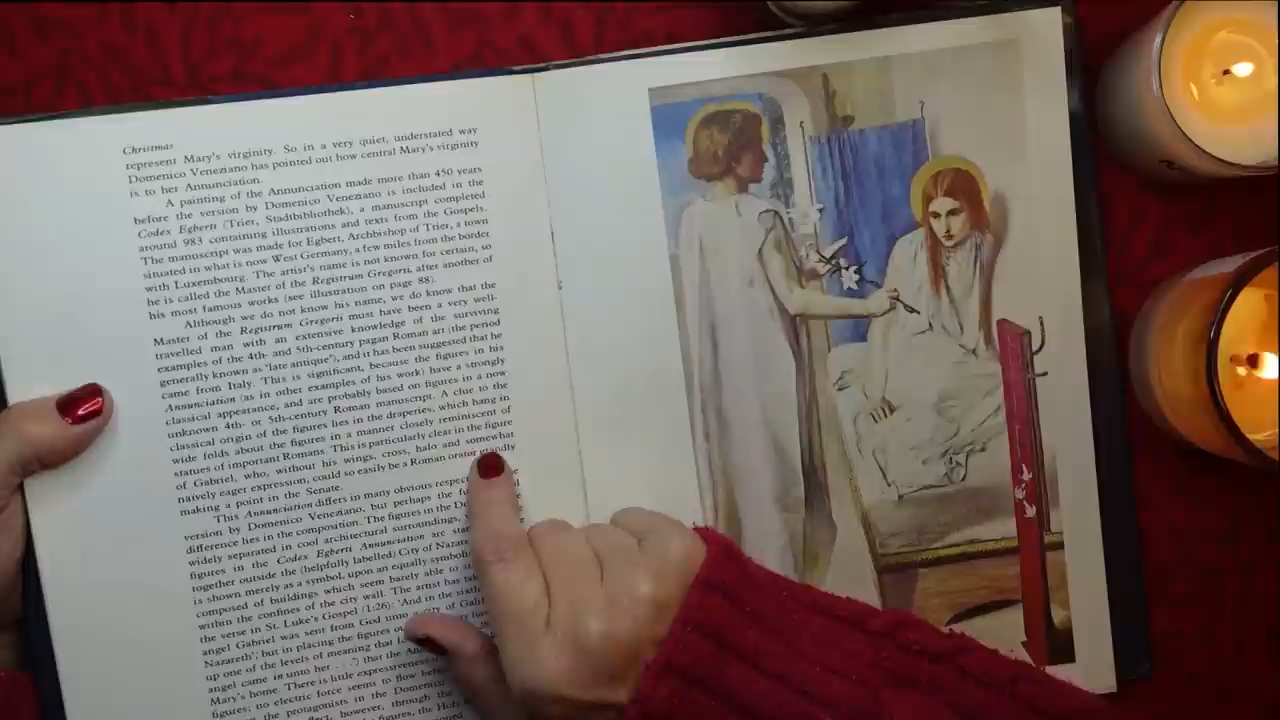 Christmas
represent Mary's virginity. So in a very quiet, understated way
Domenico Veneziano has pointed out how central Mary's virginity
is to her Annunciation.
A painting of the Annunciation made more than 450 years
before the version by Domenico Veneziano is included in the
Codex Egberti (Trier, Stadtbibliothek), a manuscript completed
around 983 containing illustrations and texts from the Gospels.
The manuscript was made for Egbert, Archbishop of Trier, a town
situated in what is now West Germany, a few miles from the border
with Luxembourg. The artist's name is not known for certain, so
he is called the Master of the Registrum Gregorii, after another of
his most famous works (see illustration on page 88).
Although we do not know his name, we do know that the
Master of the Registrum Gregorii must have been a very well-
travelled man with an extensive knowledge of the surviving
examples of the 4th- and 5th-century pagan Roman art (the period
generally known as 'late antique'), and it has been suggested that he
came from Italy. This is significant, because the figures in his
Annunciation (as in other examples of his work) have a strongly
classical appearance, and are probably based on figures in a now
unknown 4th- or 5th-century Roman manuscript. A clue to the
classical origin of the figures lies in the draperies, which hang in
wide folds about the figures in a manner closely reminiscent of
statues of important Romans. This is particularly clear in the figure
of Gabriel, who, without his wings, cross, halo and somewhat
naïvely eager expression, could so easily be a Roman orator
making a point in the Senate.
This Annunciation differs in many obvious
version by Domenico Veneziano, but perhaps the
difference lies in the composition. The figures in the
widely separated in cool architectural surroundings,
figures in the Codex Egberti Annunciation are
together outside the (helpfully labelled) City of
is shown merely as a symbol, upon an equally
composed of buildings which seem barely able to
within the confines of the city wall. The artist has
the verse in St. Luke's Gospel (1:26): 'And in the
angel Gabriel was sent from God unto a city of
Nazareth'; but in placing the figures
up one of the levels of meaning that
angel came in unto her . . .') that the
Mary's home. There is little expressiveness
figures; no electric force seems to flow
the protagonists in the Domenico
however, through the
figures, the Holy